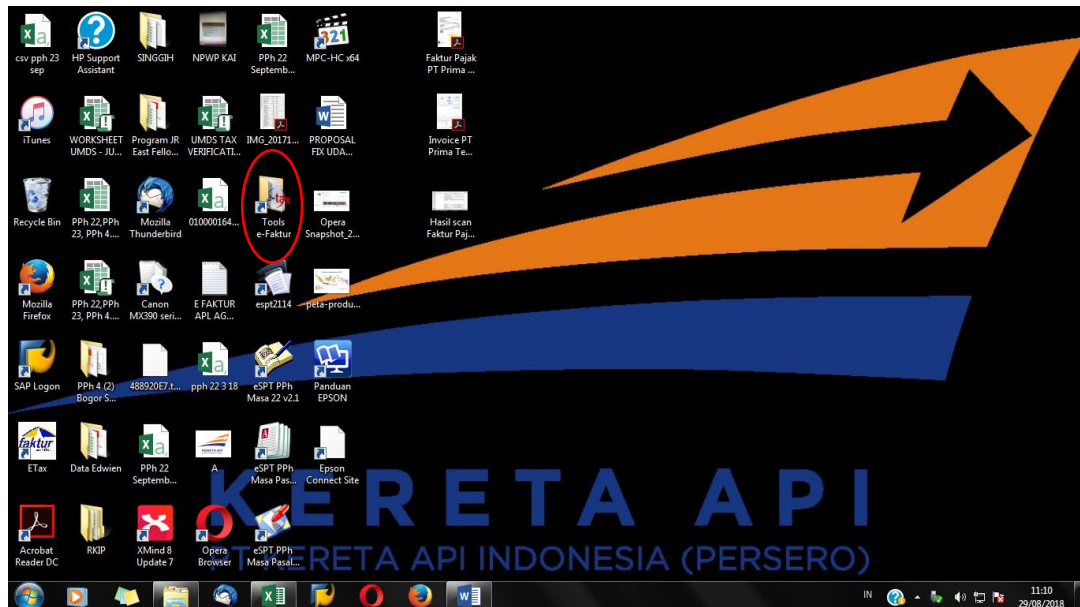 csv pph 23
sep
HP Support
Assistant
SINGGIH
NPWP KAI
PPh 22
Septemb...
MPC-HC x64
Faktur Pajak
PT Prima ...
iTunes
WORKSHEET
UMDS - JU...
Program JR
East Fello...
UMDS TAX
VERIFICATI...
IMG_20171...
PROPOSAL
FIX UDA...
Invoice PT
Prima Te...
Recycle Bin
PPh 22,PPh
23, PPh 4....
Mozilla
Thunderbird
010000164...
Tools
e-Faktur
Opera
Snapshot_2...
Hasil scan
Faktur Paj...
Mozilla
Firefox
PPh 22,PPh
23, PPh 4....
Canon
MX390 seri...
E FAKTUR
APL AG...
espt2114
peta-produ...
SAP Logon
PPh 4 (2)
Bogor S...
488920E7.t...
pph 22 3 18
eSPT PPh
Masa 22 v2.1
Panduan
EPSON
faktur
ETax
Data Edwien
PPh 22
Septemb...
A
eSPT PPh
Masa Pas...
Epson
Connect Site
Acrobat
Reader DC
RKIP
XMind 8
Update 7
Opera
Browser
eSPT PPh
Masa Pasal...
KERETA API
PT KERETA API INDONESIA (PERSERO)
IN
11:10
29/08/2018